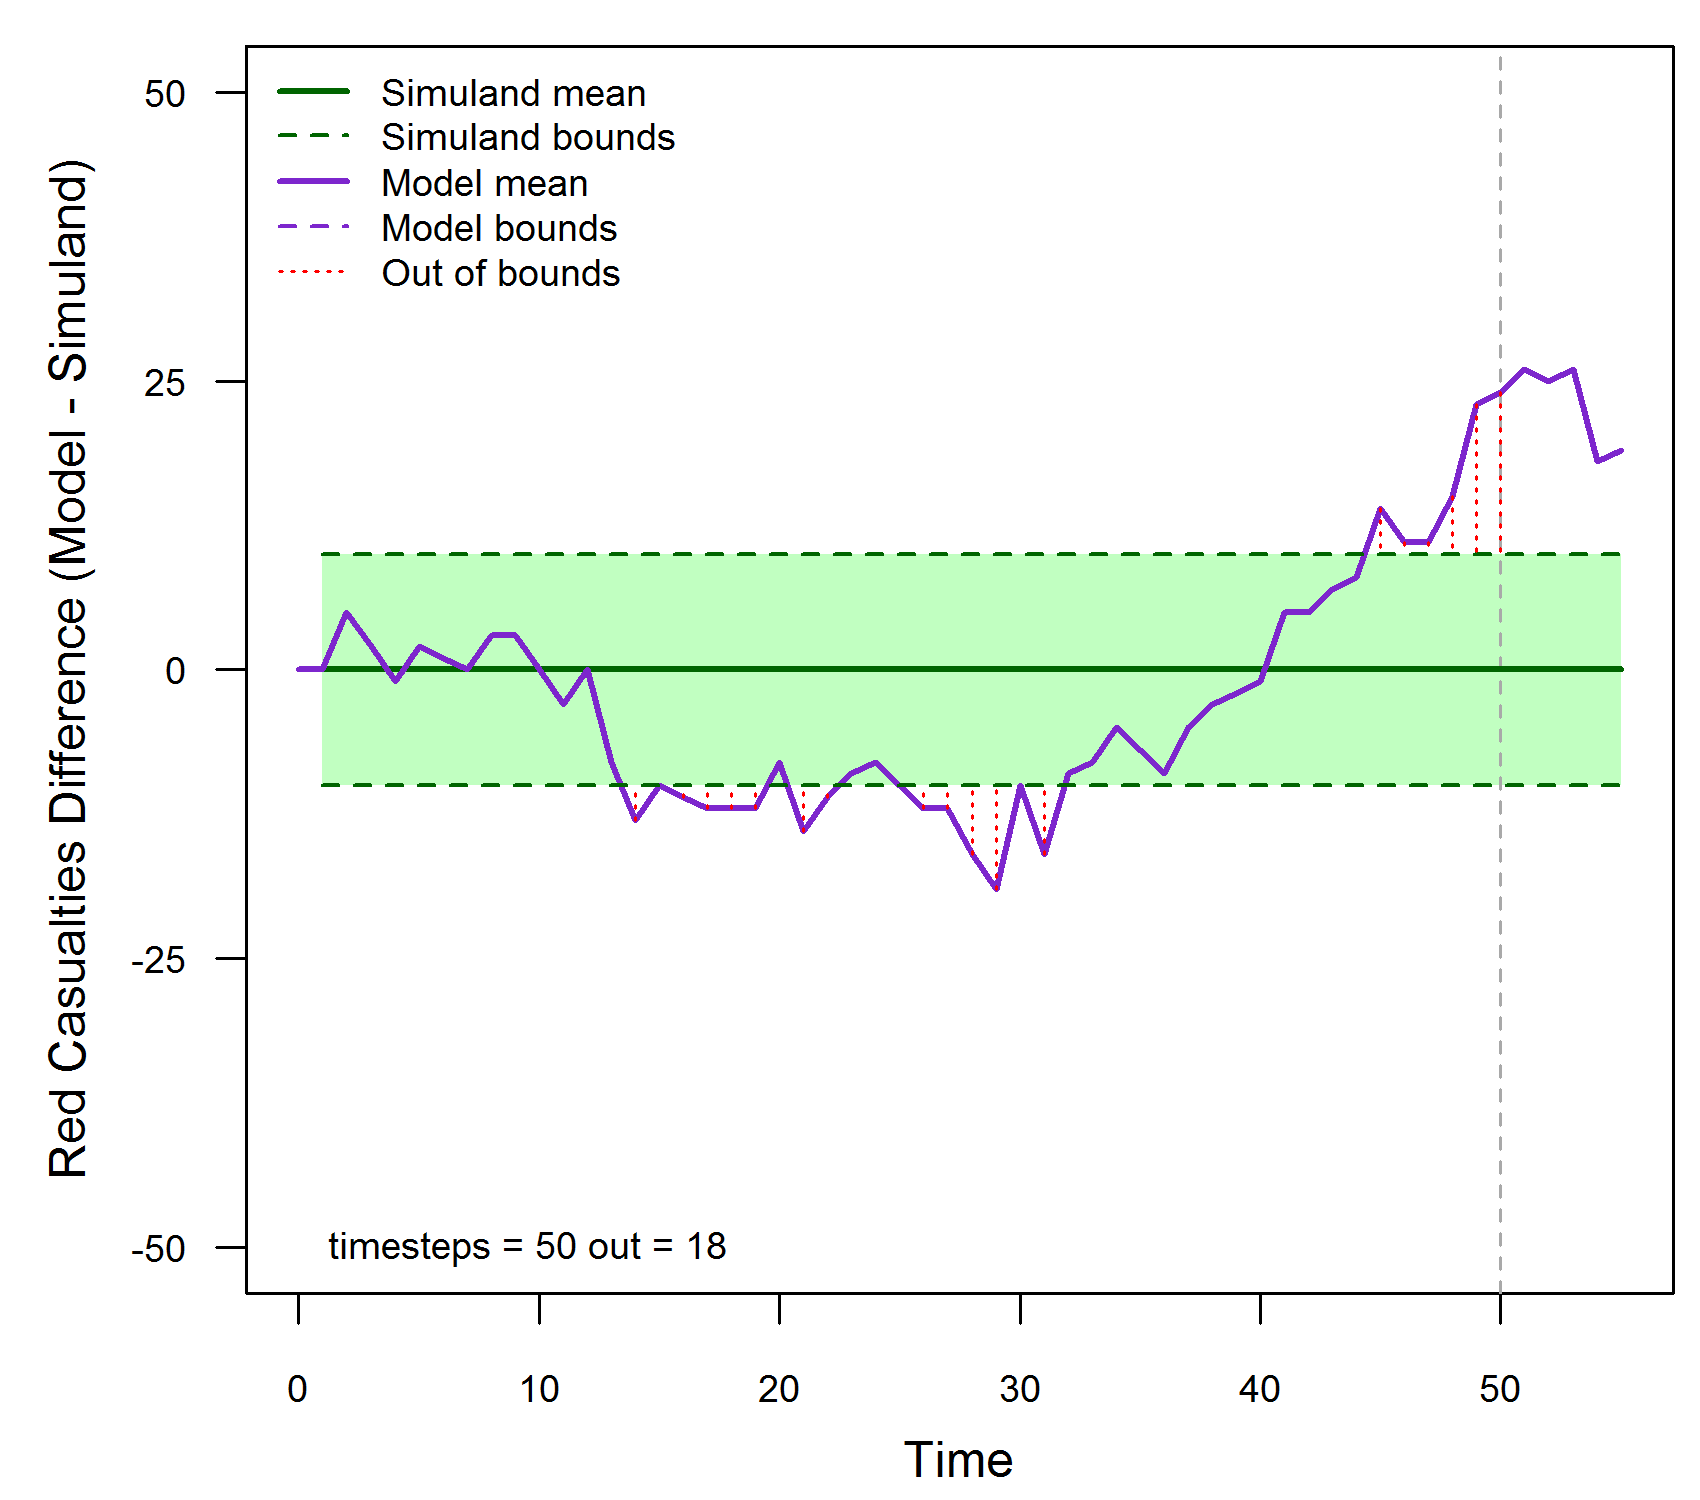 Simuland mean
Simuland bounds
Model mean
Model bounds
Out of bounds
Red Casualties Difference (Model - Simuland)
50
25
0
-25
-50
timesteps = 50 out = 18
0 10 20 30 40 50
Time